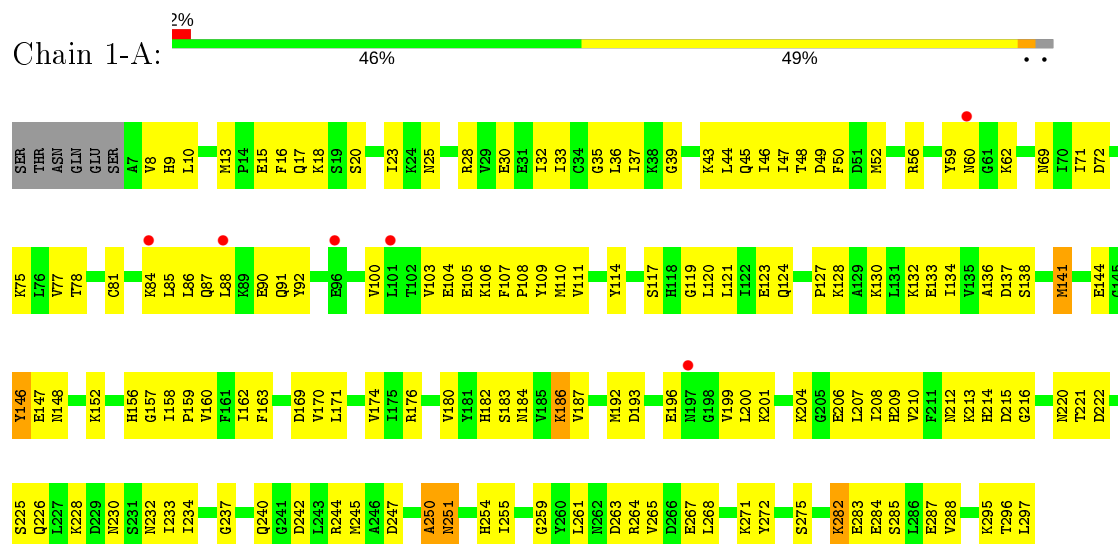 2%
Chain 1-A:
46% 49% • •
SER THR ASN GLN GLU SER A7 V8 H9 L10 M13 P14 E15 F16 Q17 K18 S19 S20 I23 K24 N25 R28 V29 E30 E31 I32 I33 C34 G35 L36 I37 K38 G39 K43 L44 Q45 I46 I47 T48 D49 F50 D51 M52 R56 Y59 N60 G61 K62 N69 I70 I71 D72
K75 L76 V77 T78 C81 K84 L85 L86 Q87 L88 K89 E90 Q91 Y92 E96 V100 L101 T102 V103 E104 E105 K106 F107 P108 Y109 M110 V111 Y114 S117 H118 G119 L120 L121 I122 E123 Q124 P127 K128 A129 K130 L131 K132 E133 I134 V135 A136 D137 S138 M141 E144 G145
Y146 E147 N148 K152 H156 G157 I158 P159 V160 F161 I162 F163 D169 V170 L171 V174 I175 R176 V180 Y181 H182 S183 N184 V185 K186 V187 M192 D193 E196 N197 G198 V199 L200 K201 K204 G205 E206 L207 I208 H209 V210 F211 N212 K213 H214 D215 G216 N220 T221 D222
S225 Q226 L227 K228 D229 N230 S231 N232 I233 I234 G237 Q240 G241 D242 L243 R244 M245 A246 D247 A250 N251 H254 I255 G259 Y260 L261 N262 D263 R264 V265 D266 E267 L268 K271 Y272 S275 K282 E283 E284 S285 L286 E287 V288 K295 T296 L297